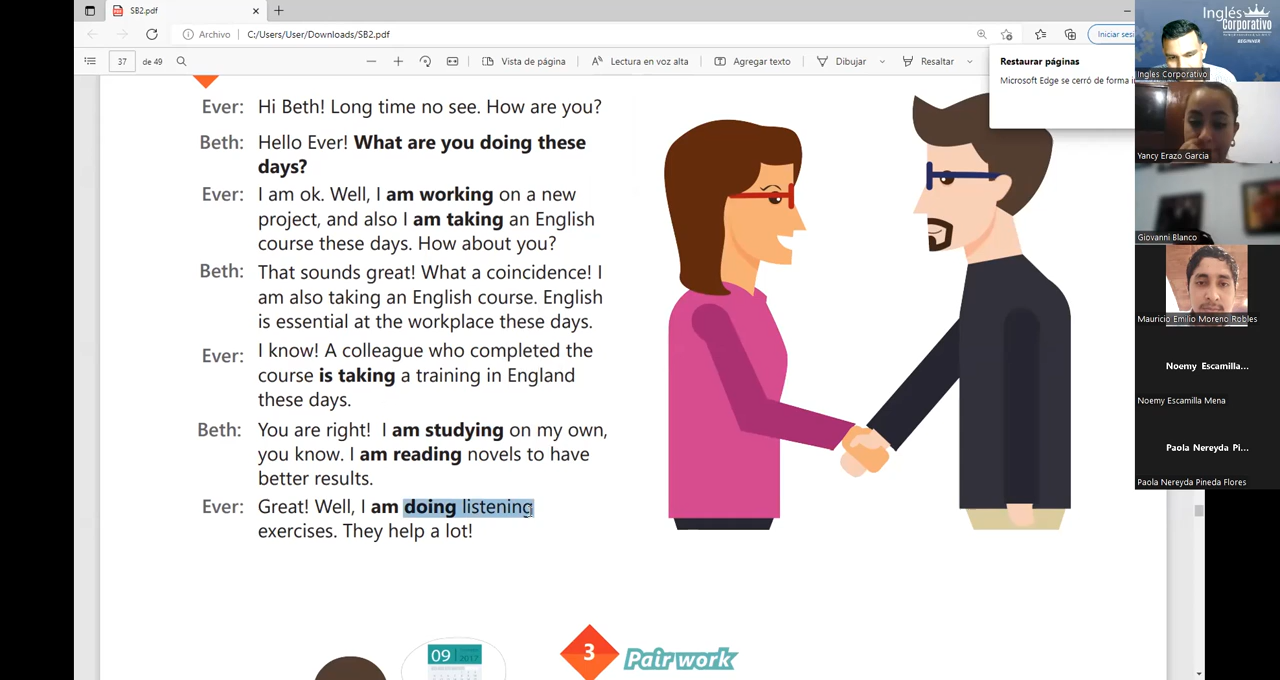 SB2.pdf
Archivo
C:/Users/User/Downloads/SB2.pdf
Iniciar sesi
37 de 49
Vista de página
Lectura en voz alta
Agregar texto
Dibujar
Resaltar
Restaurar páginas
Microsoft Edge se cerró de forma i
Ever: Hi Beth! Long time no see. How are you?
Beth: Hello Ever! What are you doing these
days?
Ever: I am ok. Well, I am working on a new
project, and also I am taking an English
course these days. How about you?
Beth: That sounds great! What a coincidence! I
am also taking an English course. English
is essential at the workplace these days.
Ever: I know! A colleague who completed the
course is taking a training in England
these days.
Beth: You are right! I am studying on my own,
you know. I am reading novels to have
better results.
Ever: Great! Well, I am doing listening
exercises. They help a lot!
09
2017
3 Pair work
Inglés
Corporativo
BEGINNER
Ingles Corporativo
Yancy Erazo Garcia
Giovanni Blanco
Mauricio Emilio Moreno Robles
Noemy Escamilla...
Noemy Escamilla Mena
Paola Nereyda Pi...
Paola Nereyda Pineda Flores